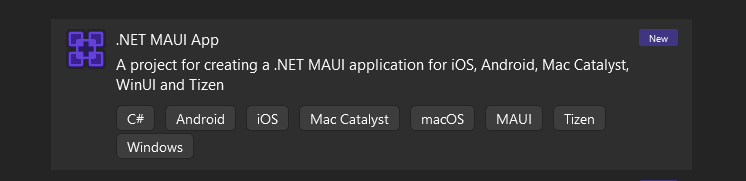 .NET MAUI App
New
A project for creating a .NET MAUI application for iOS, Android, Mac Catalyst,
WinUI and Tizen
C# Android iOS Mac Catalyst macOS MAUI Tizen
Windows